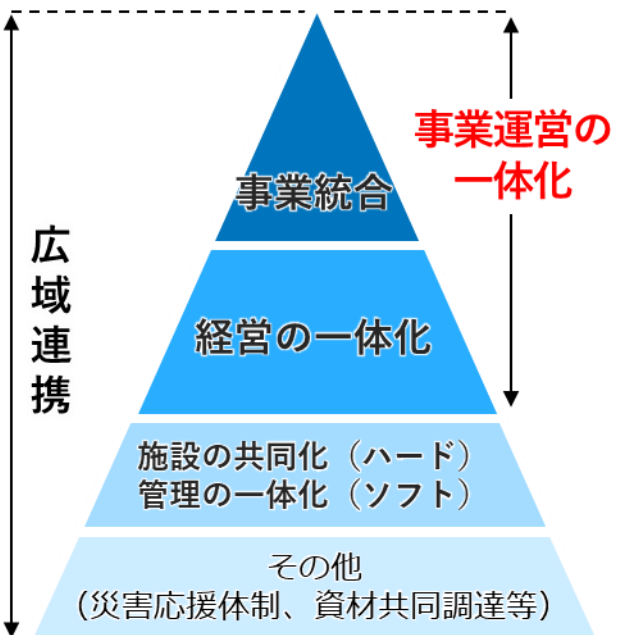 事業運営の
一体化
事業統合
広域連携
経営の一体化
施設の共同化（ハード）
管理の一体化（ソフト）
その他
（災害応援体制、資材共同調達等）